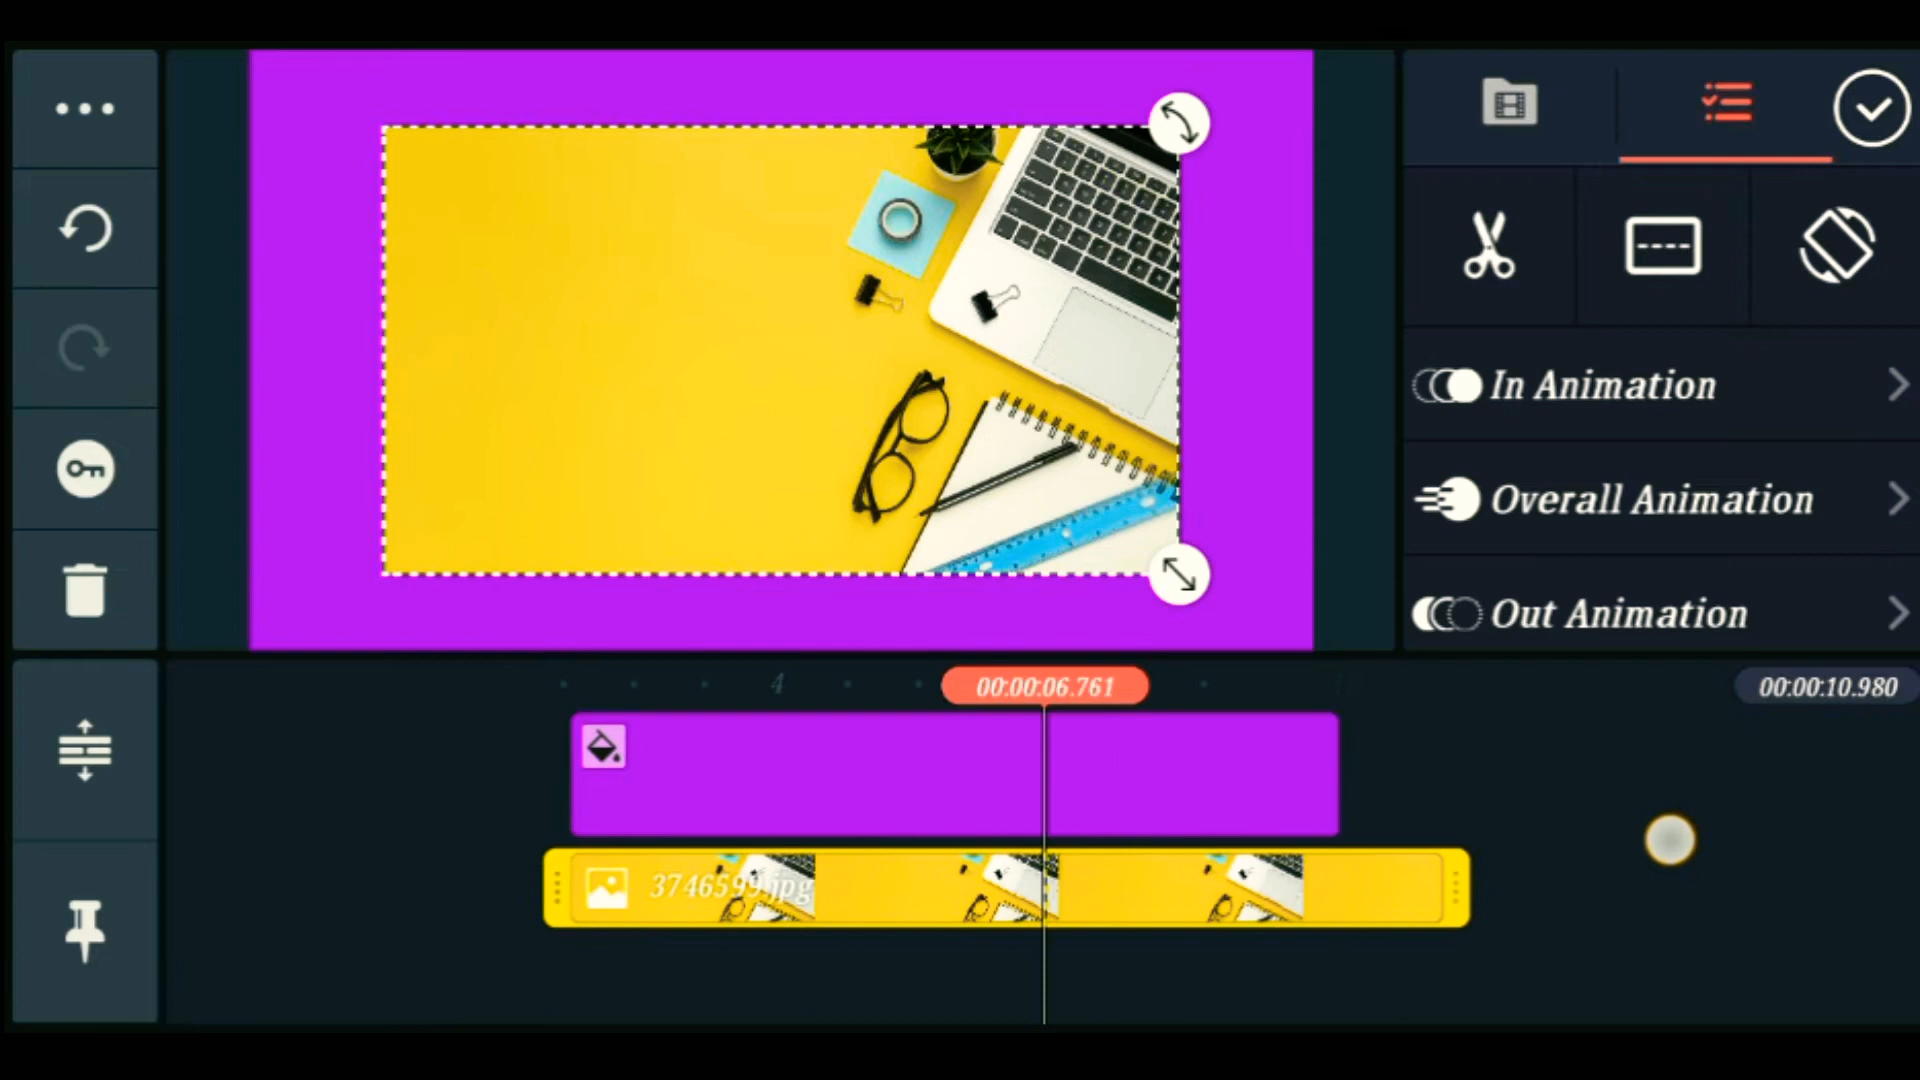 In Animation
Overall Animation
Out Animation
4
00:00:06.761
00:00:10.980
3746599.jpg